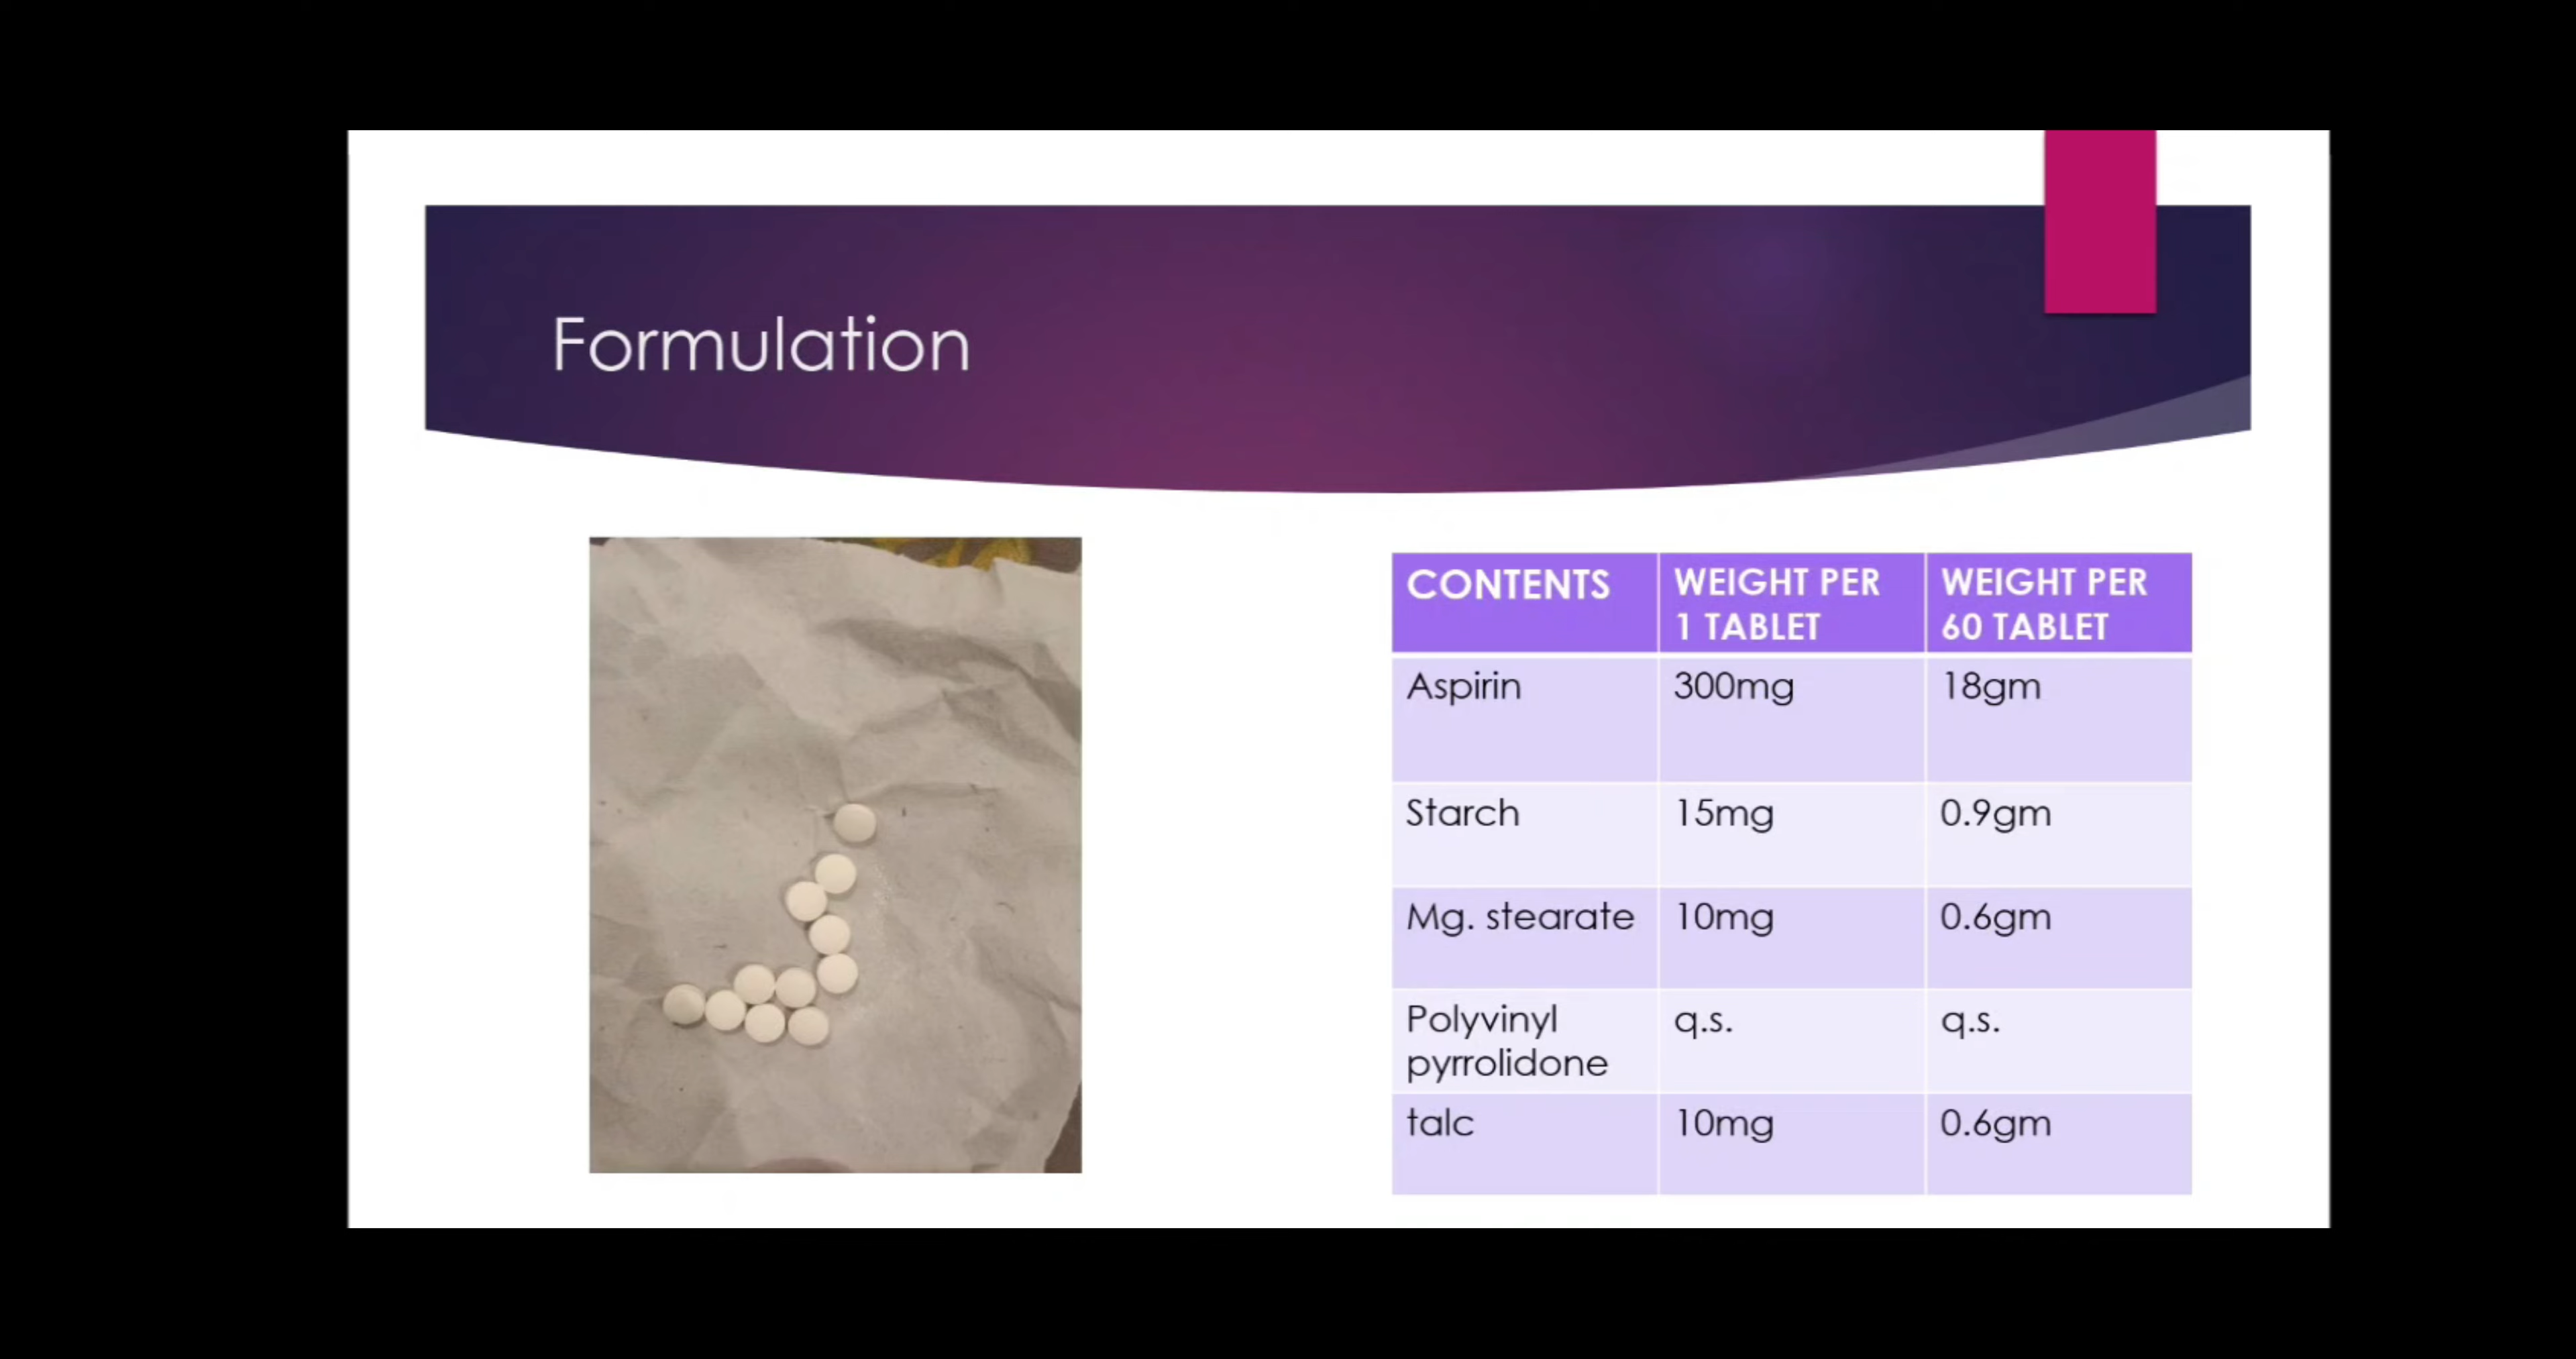 Formulation
CONTENTS WEIGHT PER 1 TABLET WEIGHT PER 60 TABLET
Aspirin 300mg 18gm
Starch 15mg 0.9gm
Mg. stearate 10mg 0.6gm
Polyvinyl pyrrolidone q.s. q.s.
talc 10mg 0.6gm